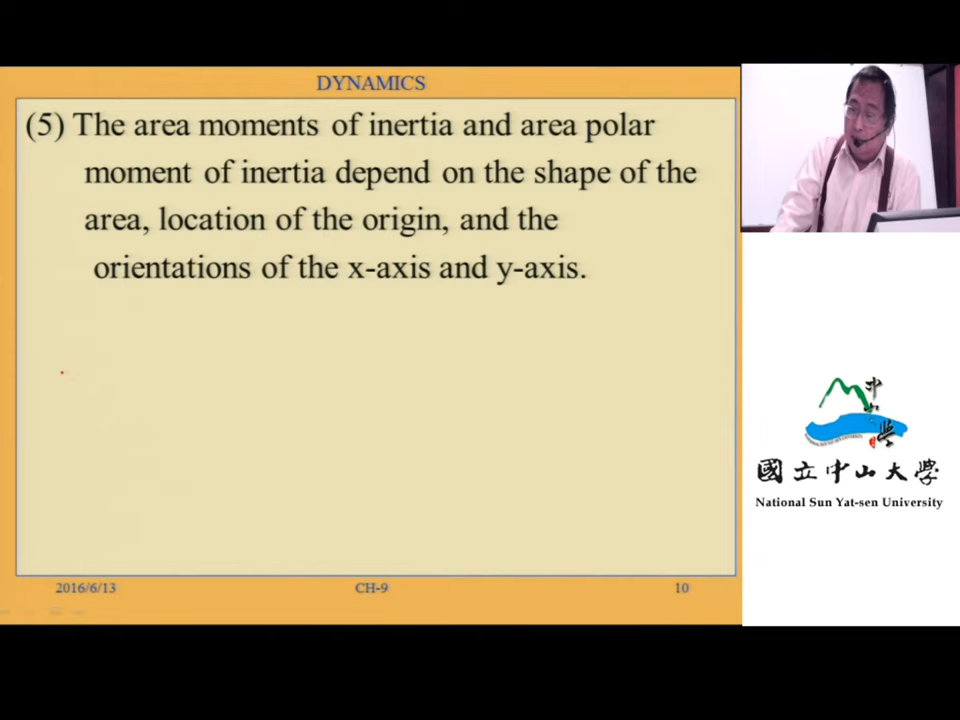 DYNAMICS
(5) The area moments of inertia and area polar
moment of inertia depend on the shape of the
area, location of the origin, and the
orientations of the x-axis and y-axis.
2016/6/13
CH-9
10
國立中山大學
National Sun Yat-sen University